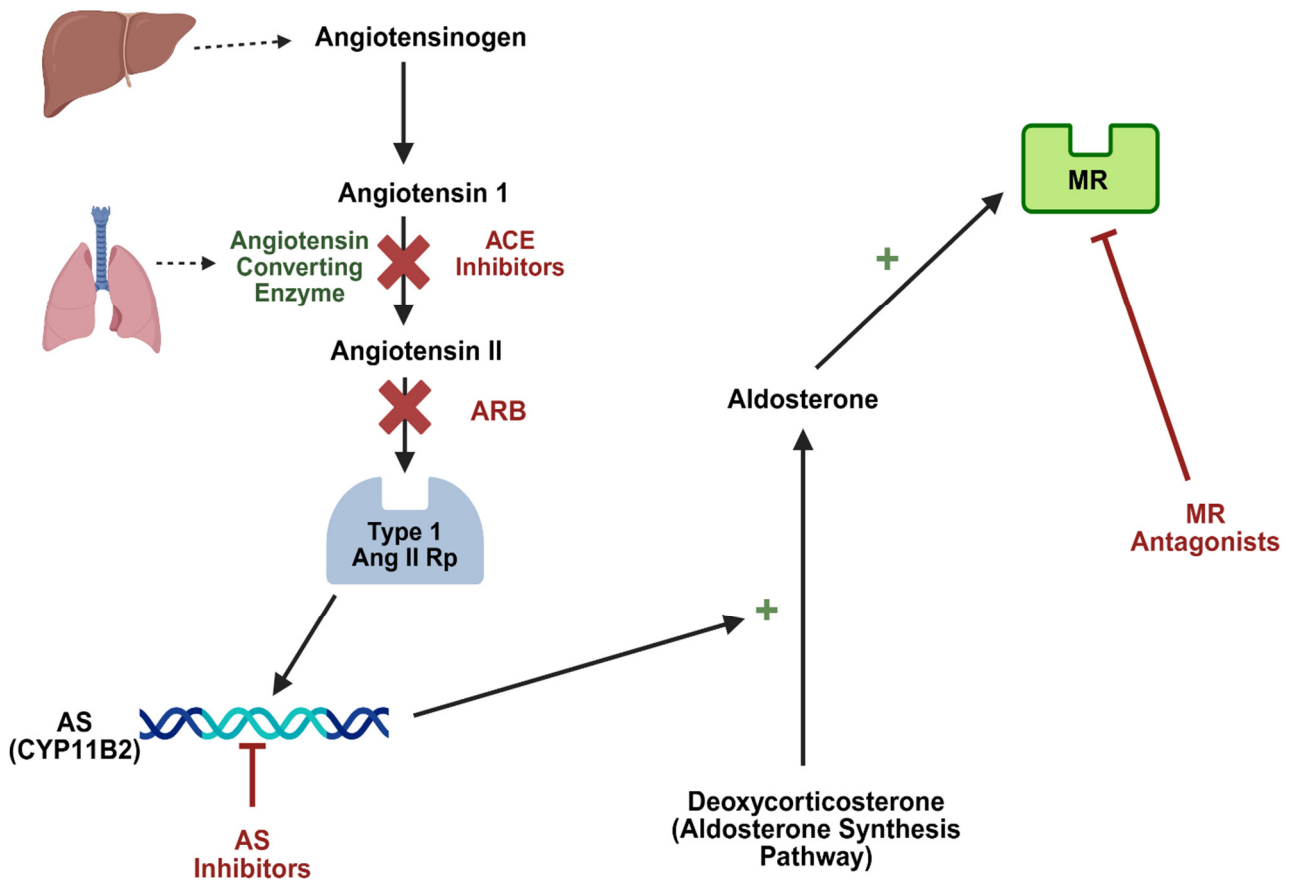 Angiotensinogen
Angiotensin 1
Angiotensin
Converting
Enzyme
ACE
Inhibitors
Angiotensin II
ARB
Type 1
Ang II Rp
AS
(CYP11B2)
AS
Inhibitors
+
Deoxycorticosterone
(Aldosterone Synthesis
Pathway)
Aldosterone
+
MR
MR
Antagonists